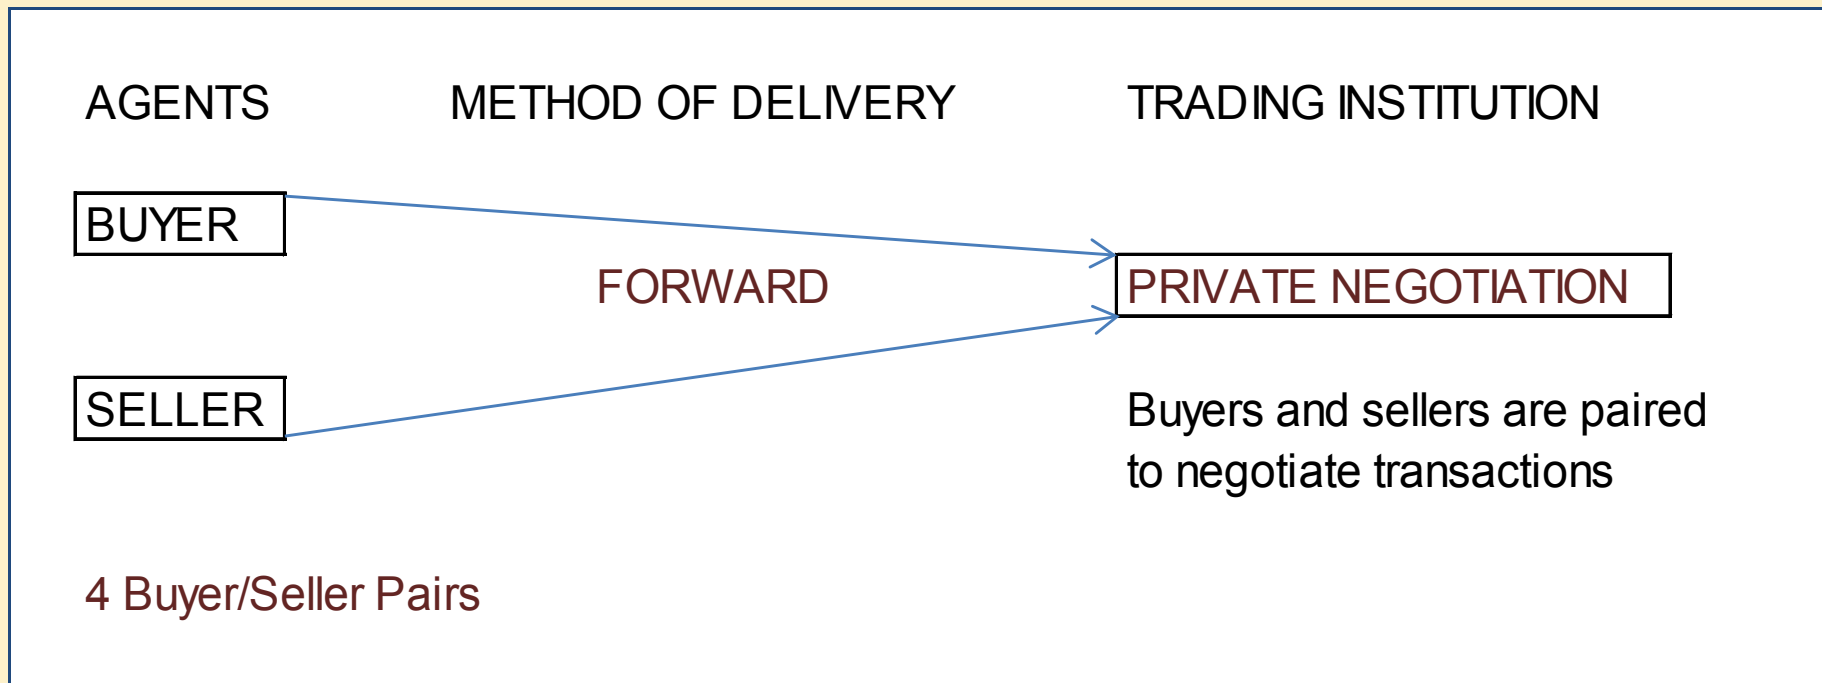 AGENTS METHOD OF DELIVERY TRADING INSTITUTION
BUYER
FORWARD PRIVATE NEGOTIATION
SELLER
Buyers and sellers are paired
to negotiate transactions
4 Buyer/Seller Pairs